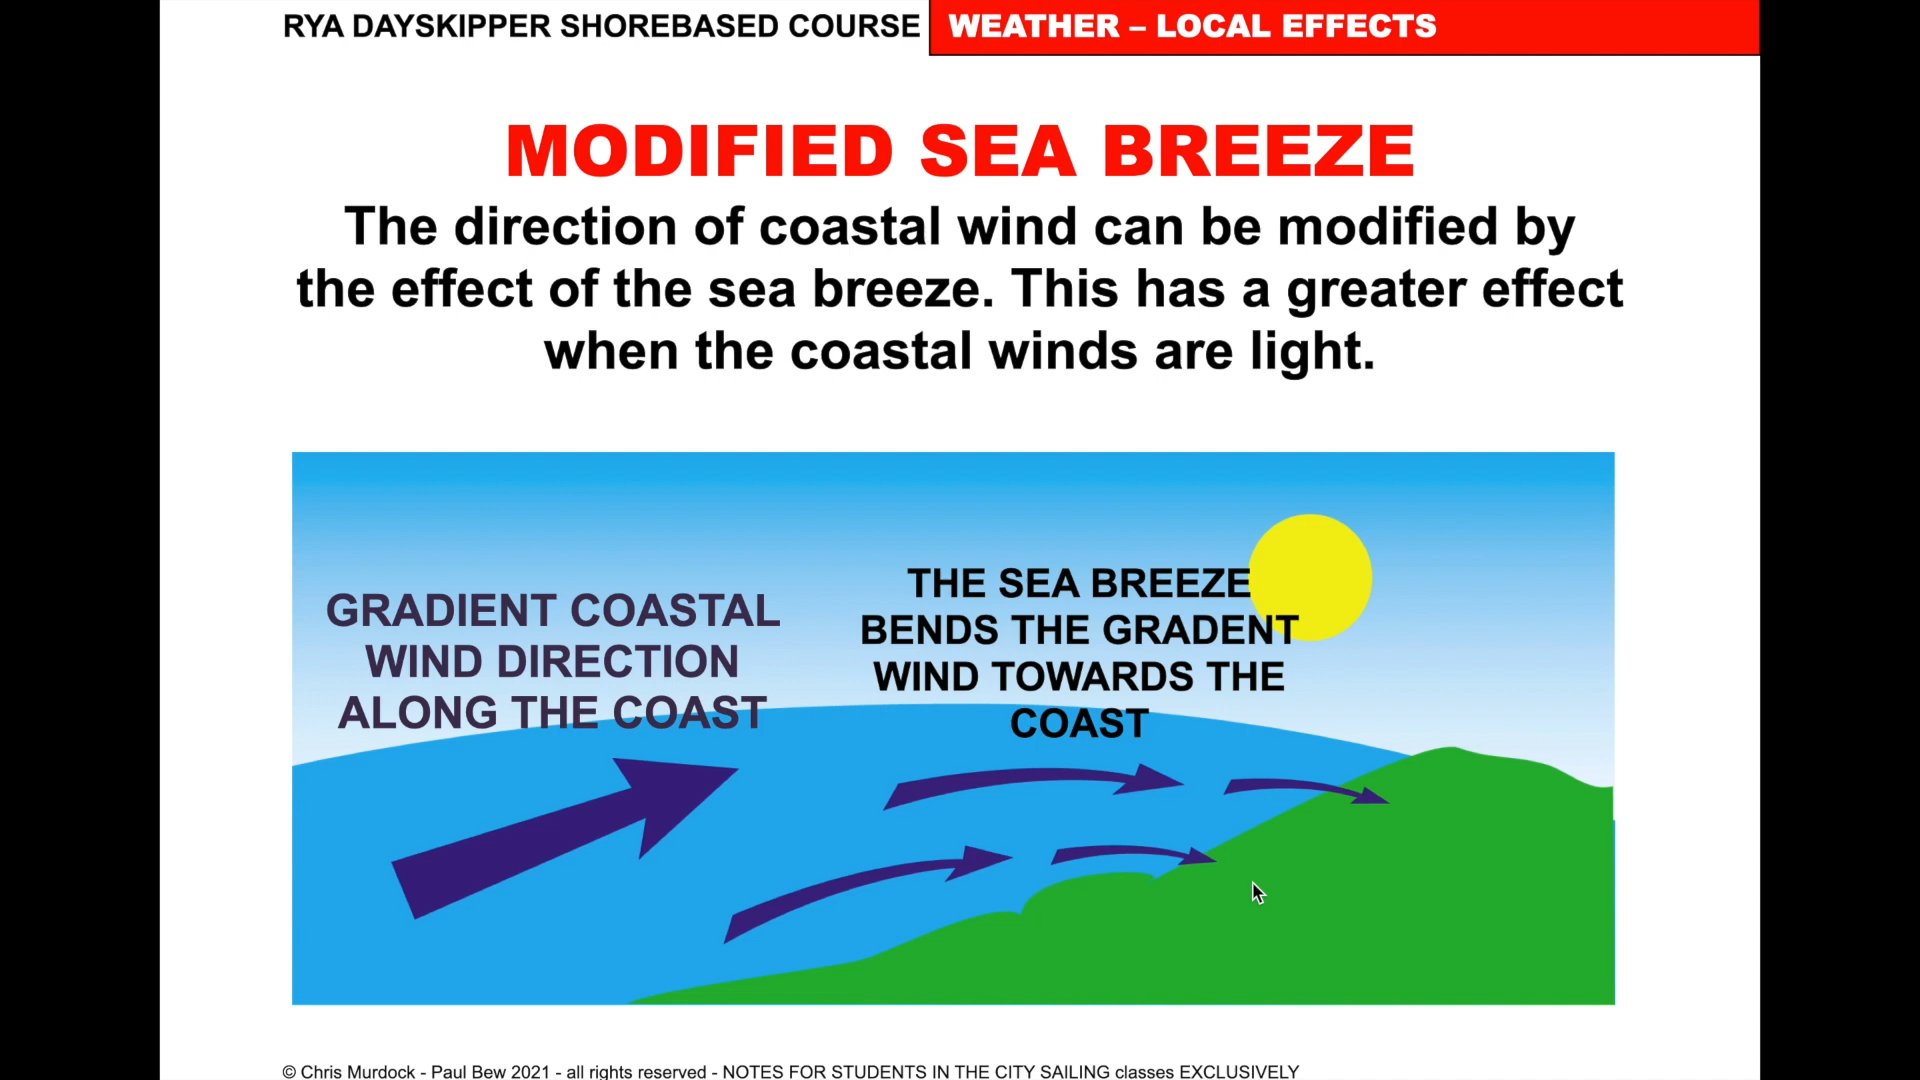 RYA DAYSKIPPER SHOREBASED COURSE WEATHER – LOCAL EFFECTS
MODIFIED SEA BREEZE
The direction of coastal wind can be modified by
the effect of the sea breeze. This has a greater effect
when the coastal winds are light.
GRADIENT COASTAL
WIND DIRECTION
ALONG THE COAST
THE SEA BREEZE
BENDS THE GRADENT
WIND TOWARDS THE
COAST
© Chris Murdock - Paul Bew 2021 - all rights reserved - NOTES FOR STUDENTS IN THE CITY SAILING classes EXCLUSIVELY